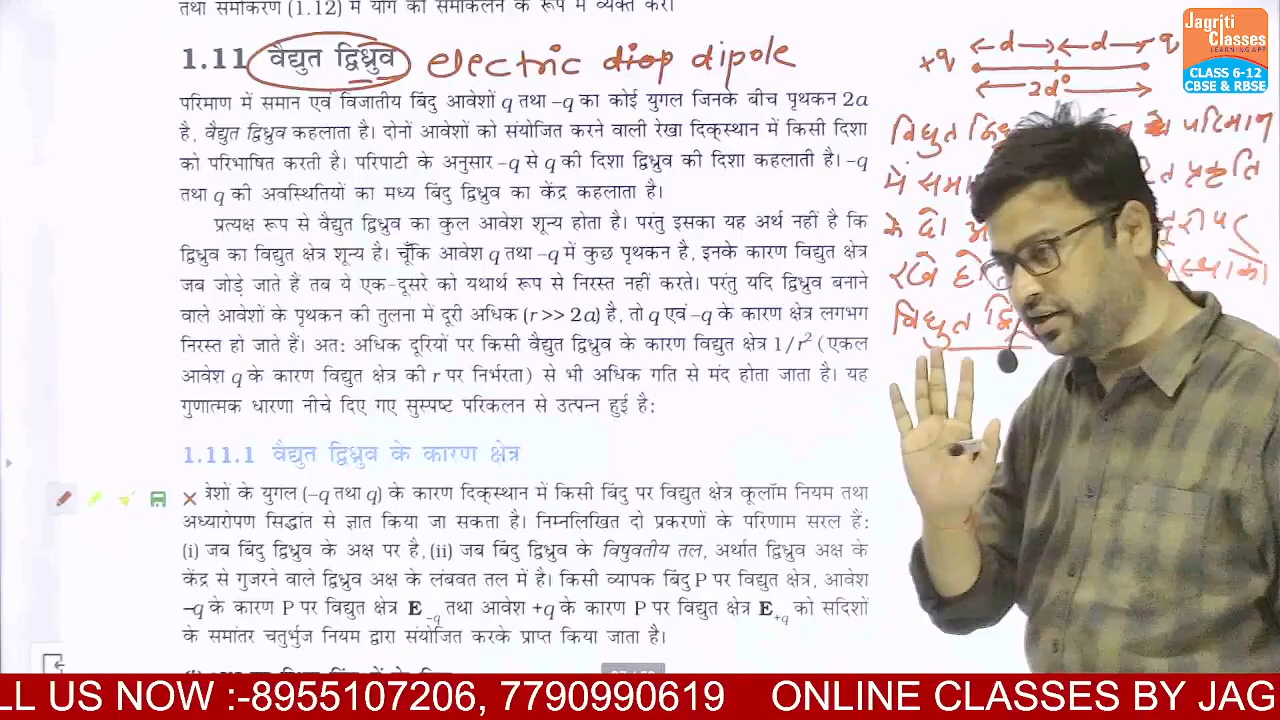 तथा समीकरण (1.12) में योग को समाकलन के रूप में व्यक्त करें।
1.11 वैद्युत द्विध्रुव electric diop dipole
परिमाण में समान एवं विजातीय बिंदु आवेशों q तथा –q का कोई युगल जिनके बीच पृथकन 2a
है, वैद्युत द्विध्रुव कहलाता है। दोनों आवेशों को संयोजित करने वाली रेखा दिक्स्थान में किसी दिशा
को परिभाषित करती है। परिपाटी के अनुसार –q से q की दिशा द्विध्रुव की दिशा कहलाती है। –q
तथा q की अवस्थितियों का मध्य बिंदु द्विध्रुव का केंद्र कहलाता है।
प्रत्यक्ष रूप से वैद्युत द्विध्रुव का कुल आवेश शून्य होता है। परंतु इसका यह अर्थ नहीं है कि
द्विध्रुव का विद्युत क्षेत्र शून्य है। चूँकि आवेश q तथा –q में कुछ पृथकन है, इनके कारण विद्युत क्षेत्र
जब जोड़े जाते हैं तब ये एक-दूसरे को यथार्थ रूप से निरस्त नहीं करते। परंतु यदि द्विध्रुव बनाने
वाले आवेशों के पृथकन की तुलना में दूरी अधिक (r >> 2a) है, तो q एवं –q के कारण क्षेत्र लगभग
निरस्त हो जाते हैं। अतः अधिक दूरियों पर किसी वैद्युत द्विध्रुव के कारण विद्युत क्षेत्र 1/r² (एकल
आवेश q के कारण विद्युत क्षेत्र की r पर निर्भरता) से भी अधिक गति से मंद होता जाता है। यह
गुणात्मक धारणा नीचे दिए गए सुस्पष्ट परिकलन से उत्पन्न हुई है:
1.11.1 वैद्युत द्विध्रुव के कारण क्षेत्र
वेशों के युगल (–q तथा q) के कारण दिक्स्थान में किसी बिंदु पर विद्युत क्षेत्र कूलॉम नियम तथा
अध्यारोपण सिद्धांत से ज्ञात किया जा सकता है। निम्नलिखित दो प्रकरणों के परिणाम सरल हैं:
(i) जब बिंदु द्विध्रुव के अक्ष पर है, (ii) जब बिंदु द्विध्रुव के विषुवतीय तल, अर्थात द्विध्रुव अक्ष के
केंद्र से गुजरने वाले द्विध्रुव अक्ष के लंबवत तल में है। किसी व्यापक बिंदु P पर विद्युत क्षेत्र, आवेश
–q के कारण P पर विद्युत क्षेत्र E–q तथा आवेश +q के कारण P पर विद्युत क्षेत्र E+q को सदिशों
के समांतर चतुर्भुज नियम द्वारा संयोजित करके प्राप्त किया जाता है।
d d
+q -q
2d
विद्युत परिमाण
में प्रकृति
के दो
रखे
विद्युत
Jagriti
Classes
LEARNING APP
CLASS 6-12
CBSE & RBSE
LL US NOW :-8955107206, 7790990619 ONLINE CLASSES BY JAG